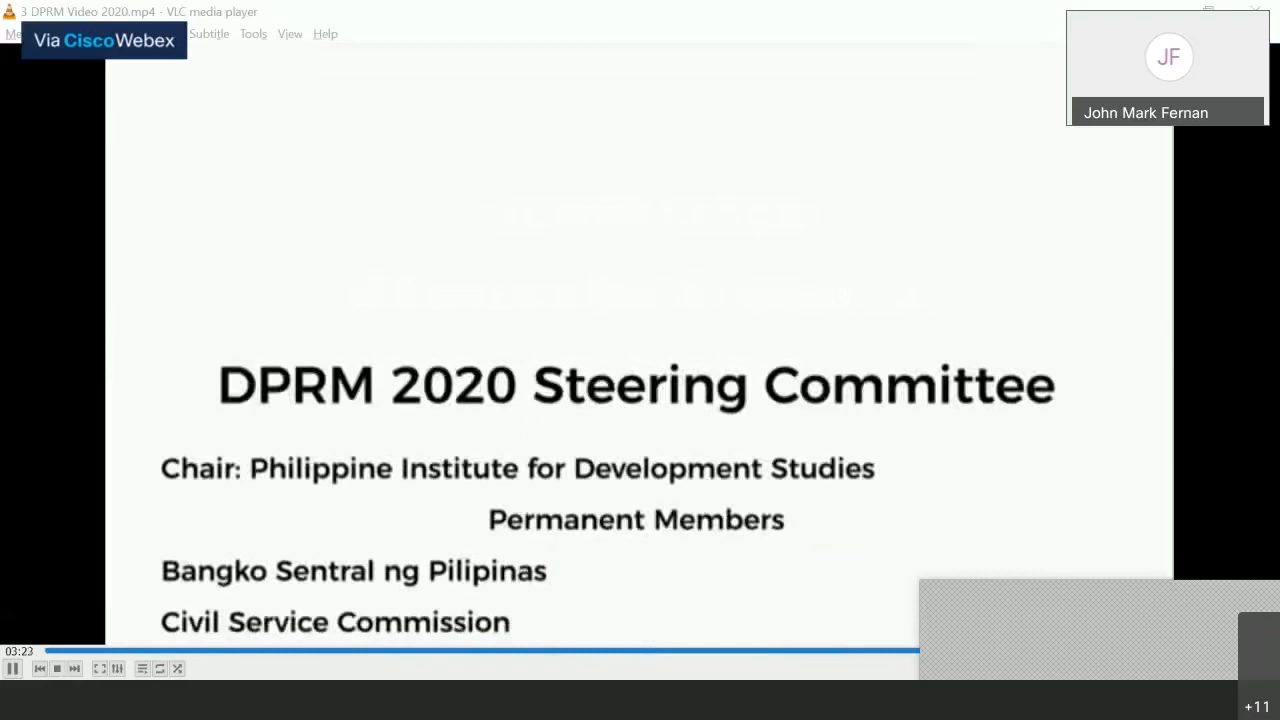 3 DPRM Video 2020.mp4 - VLC media player
Subtitle Tools View Help
Via CiscoWebex
JF
John Mark Fernan
DPRM 2020 Steering Committee
Chair: Philippine Institute for Development Studies
Permanent Members
Bangko Sentral ng Pilipinas
Civil Service Commission
03:23
+11